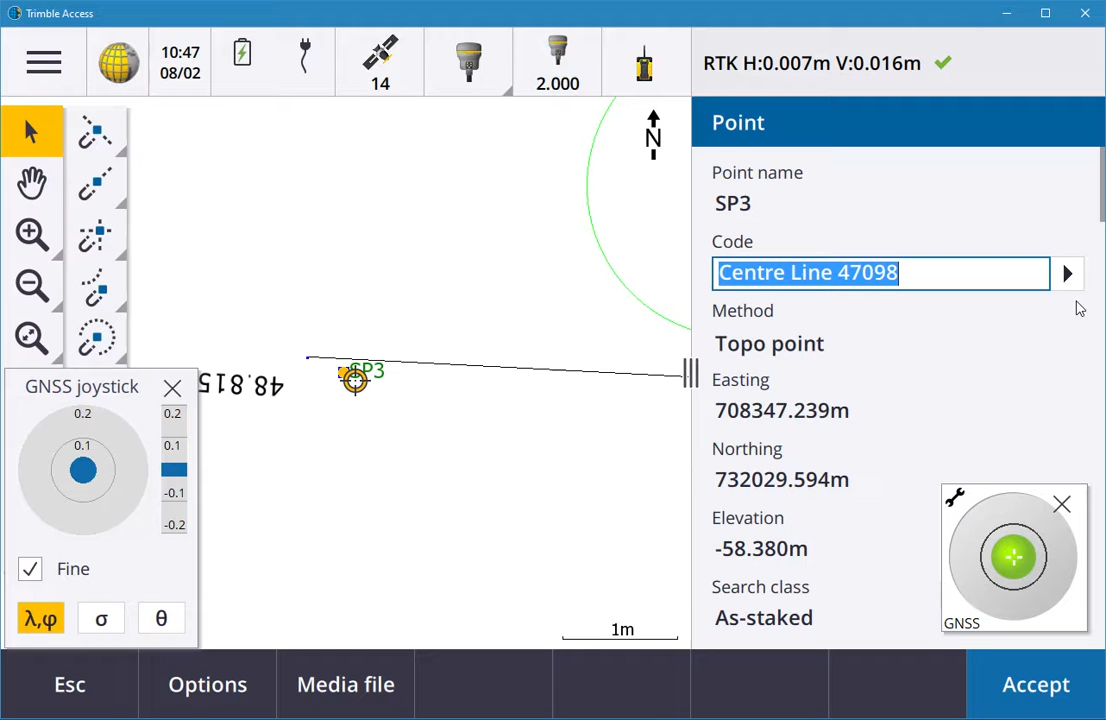 Trimble Access
10:47
08/02
14
2.000
RTK H:0.007m V:0.016m
N
Point
Point name
SP3
Code
Centre Line 47098
Method
Topo point
Easting
708347.239m
Northing
732029.594m
Elevation
-58.380m
Search class
As-staked
SP3
48.815
1m
GNSS joystick
0.2
0.1
0.2
0.1
-0.1
-0.2
Fine
λ,φ
σ
θ
GNSS
Esc
Options
Media file
Accept